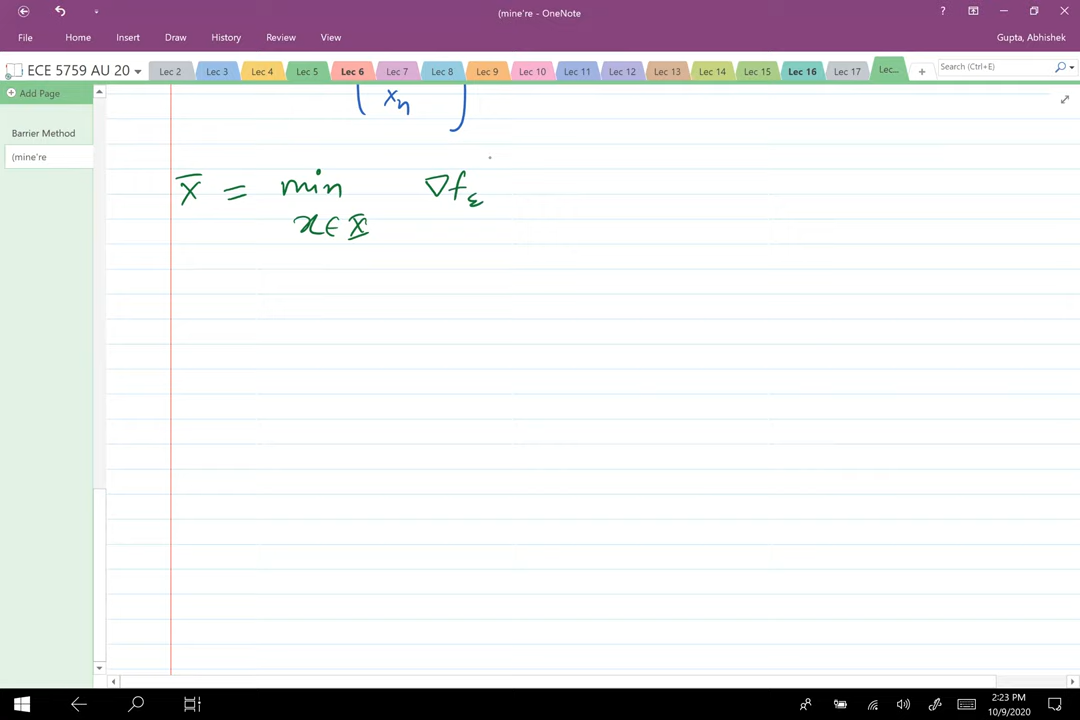 (mine're - OneNote
File Home Insert Draw History Review View
Gupta, Abhishek
ECE 5759 AU 20
Lec 2 Lec 3 Lec 4 Lec 5 Lec 6 Lec 7 Lec 8 Lec 9 Lec 10 Lec 11 Lec 12 Lec 13 Lec 14 Lec 15 Lec 16 Lec 17 Lec...
Search (Ctrl+E)
Add Page
Barrier Method
(mine're
xₙ
x̄ = min ∇f_ε
x∈X
2:23 PM
10/9/2020